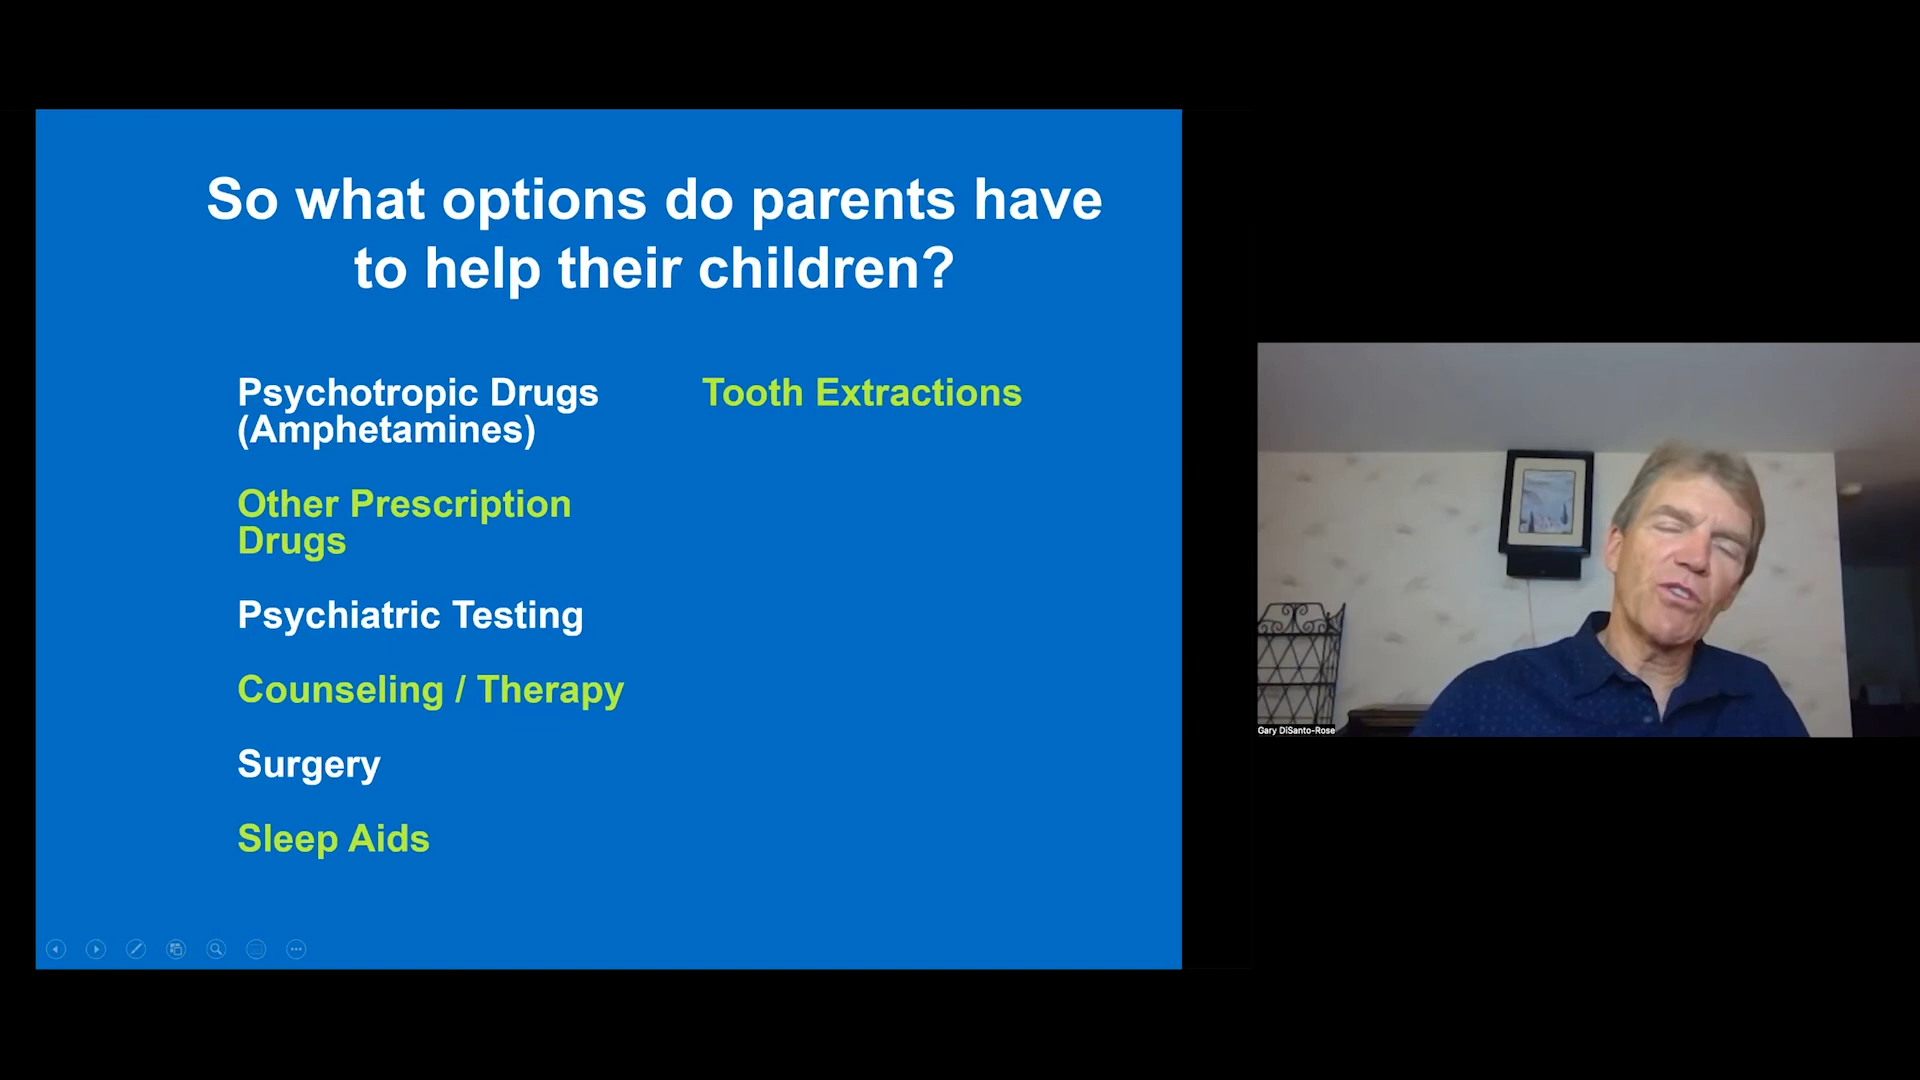 So what options do parents have
to help their children?
Psychotropic Drugs
(Amphetamines)
Other Prescription
Drugs
Psychiatric Testing
Counseling / Therapy
Surgery
Sleep Aids
Tooth Extractions
Gary DiSanto-Rose